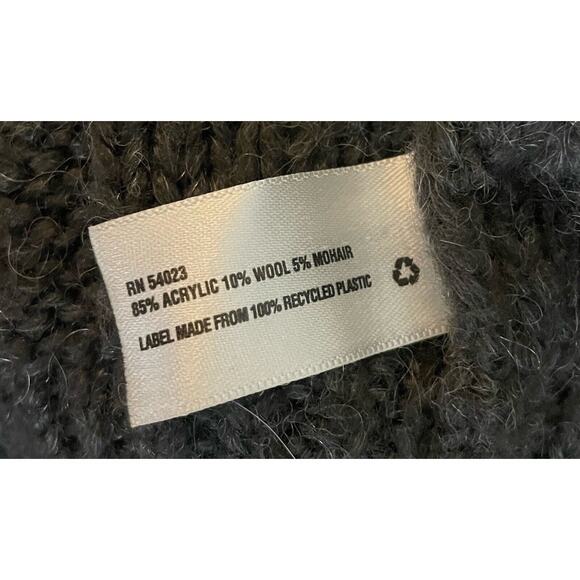 RN 54023
85% ACRYLIC 10% WOOL 5% MOHAIR
LABEL MADE FROM 100% RECYCLED PLASTIC